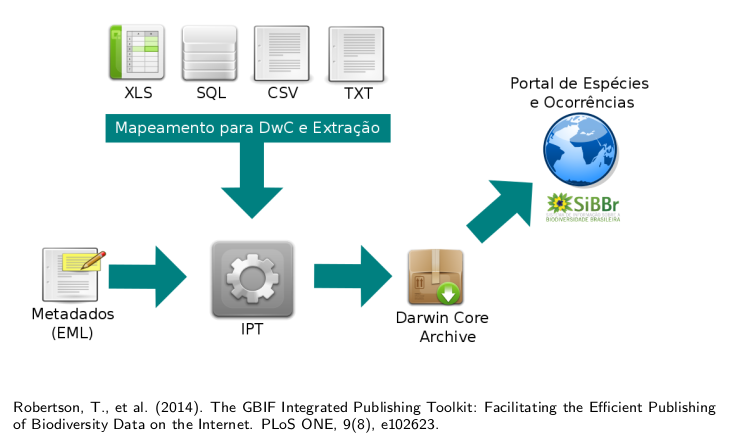 XLS SQL CSV TXT
Mapeamento para DwC e Extração
Portal de Espécies
e Ocorrências
SiBBr
BIODIVERSIDADE BRASILEIRA
Metadados
(EML)
IPT
Darwin Core
Archive
Robertson, T., et al. (2014). The GBIF Integrated Publishing Toolkit: Facilitating the Efficient Publishing
of Biodiversity Data on the Internet. PLoS ONE, 9(8), e102623.